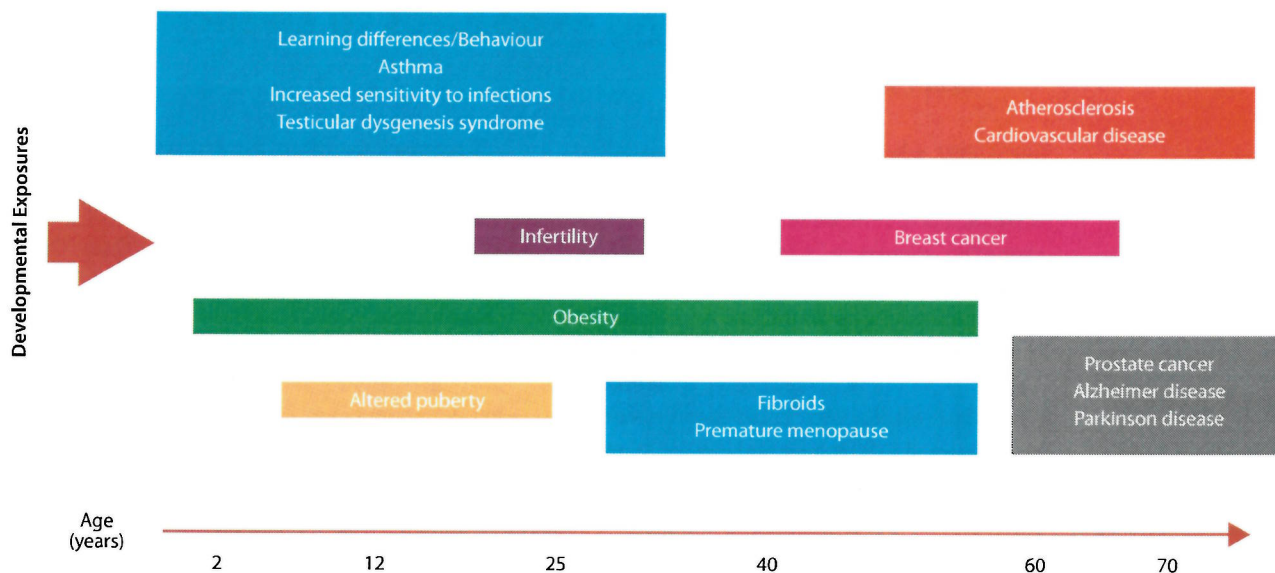 Learning differences/Behaviour
Asthma
Increased sensitivity to infections
Testicular dysgenesis syndrome
Atherosclerosis
Cardiovascular disease
Developmental Exposures
Infertility
Breast cancer
Obesity
Prostate cancer
Alzheimer disease
Parkinson disease
Altered puberty
Fibroids
Premature menopause
Age
(years)
2 12 25 40 60 70